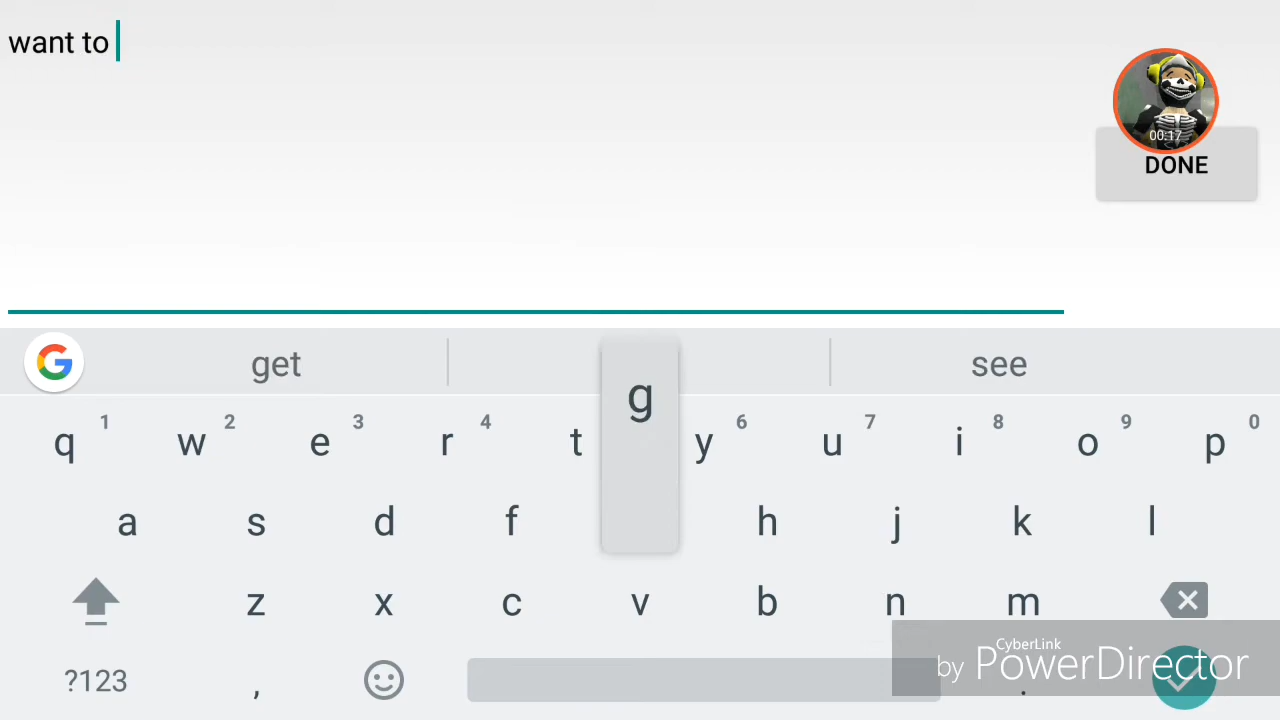 want to
00:17
DONE
get
see
g
q 1 w 2 e 3 r 4 t y 6 u 7 i 8 o 9 p 0
a s d f h j k l
z x c v b n m
?123 , .
CyberLink
by PowerDirector